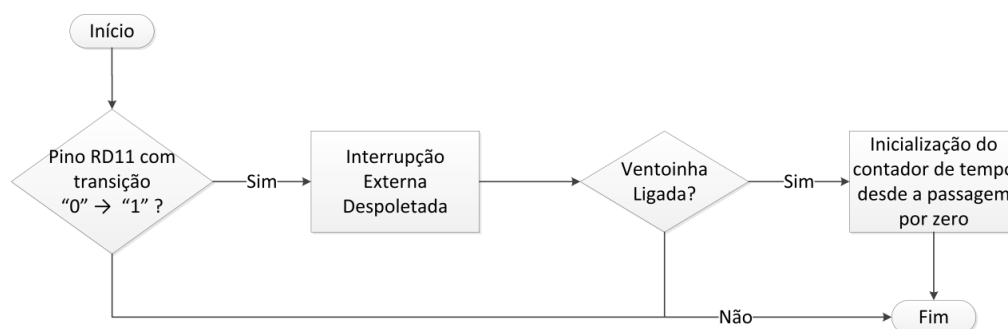 Início
Pino RD11 com
transição
“0” → “1” ?
Sim
Interrupção
Externa
Despoletada
Ventoinha
Ligada?
Sim
Inicialização do
contador de tempo
desde a passagem
por zero
Não
Fim